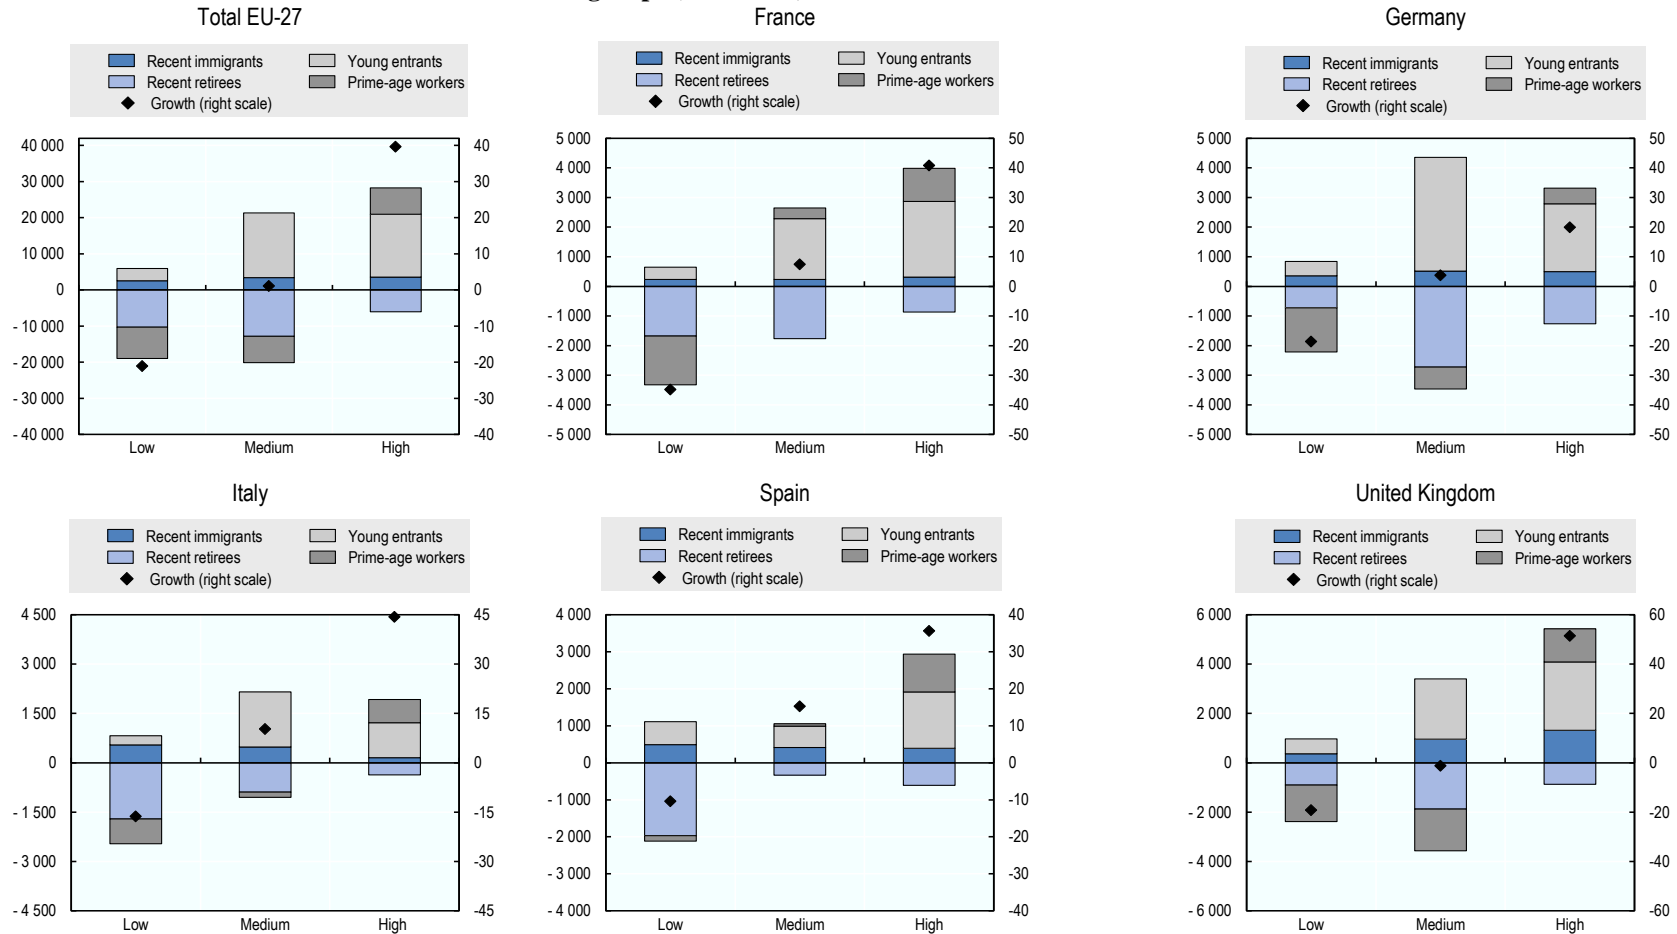 Total EU-27
Recent immigrants
Young entrants
Recent retirees
Prime-age workers
Growth (right scale)
40 000
30 000
20 000
10 000
0
- 10 000
- 20 000
- 30 000
- 40 000
40
30
20
10
0
-10
-20
-30
-40
Low
Medium
High
France
Recent immigrants
Young entrants
Recent retirees
Prime-age workers
Growth (right scale)
5 000
4 000
3 000
2 000
1 000
0
- 1 000
- 2 000
- 3 000
- 4 000
- 5 000
50
40
30
20
10
0
-10
-20
-30
-40
-50
Low
Medium
High
Germany
Recent immigrants
Young entrants
Recent retirees
Prime-age workers
Growth (right scale)
5 000
4 000
3 000
2 000
1 000
0
- 1 000
- 2 000
- 3 000
- 4 000
- 5 000
50
40
30
20
10
0
-10
-20
-30
-40
-50
Low
Medium
High
Italy
Recent immigrants
Young entrants
Recent retirees
Prime-age workers
Growth (right scale)
4 500
3 000
1 500
0
- 1 500
- 3 000
- 4 500
45
30
15
0
-15
-30
-45
Low
Medium
High
Spain
Recent immigrants
Young entrants
Recent retirees
Prime-age workers
Growth (right scale)
4 000
3 000
2 000
1 000
0
- 1 000
- 2 000
- 3 000
- 4 000
40
30
20
10
0
-10
-20
-30
-40
Low
Medium
High
United Kingdom
Recent immigrants
Young entrants
Recent retirees
Prime-age workers
Growth (right scale)
6 000
4 000
2 000
0
- 2 000
- 4 000
- 6 000
60
40
20
0
-20
-40
-60
Low
Medium
High